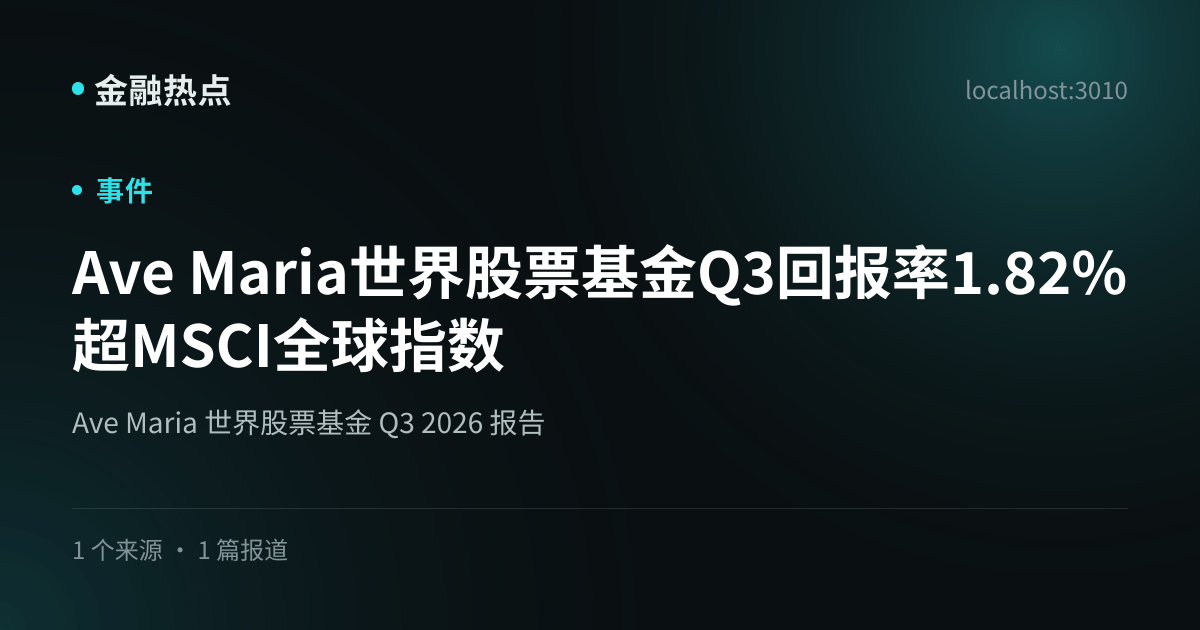 金融热点
localhost:3010
事件
Ave Maria世界股票基金Q3回报率1.82%
超MSCI全球指数
Ave Maria 世界股票基金 Q3 2026 报告
1 个来源 · 1 篇报道